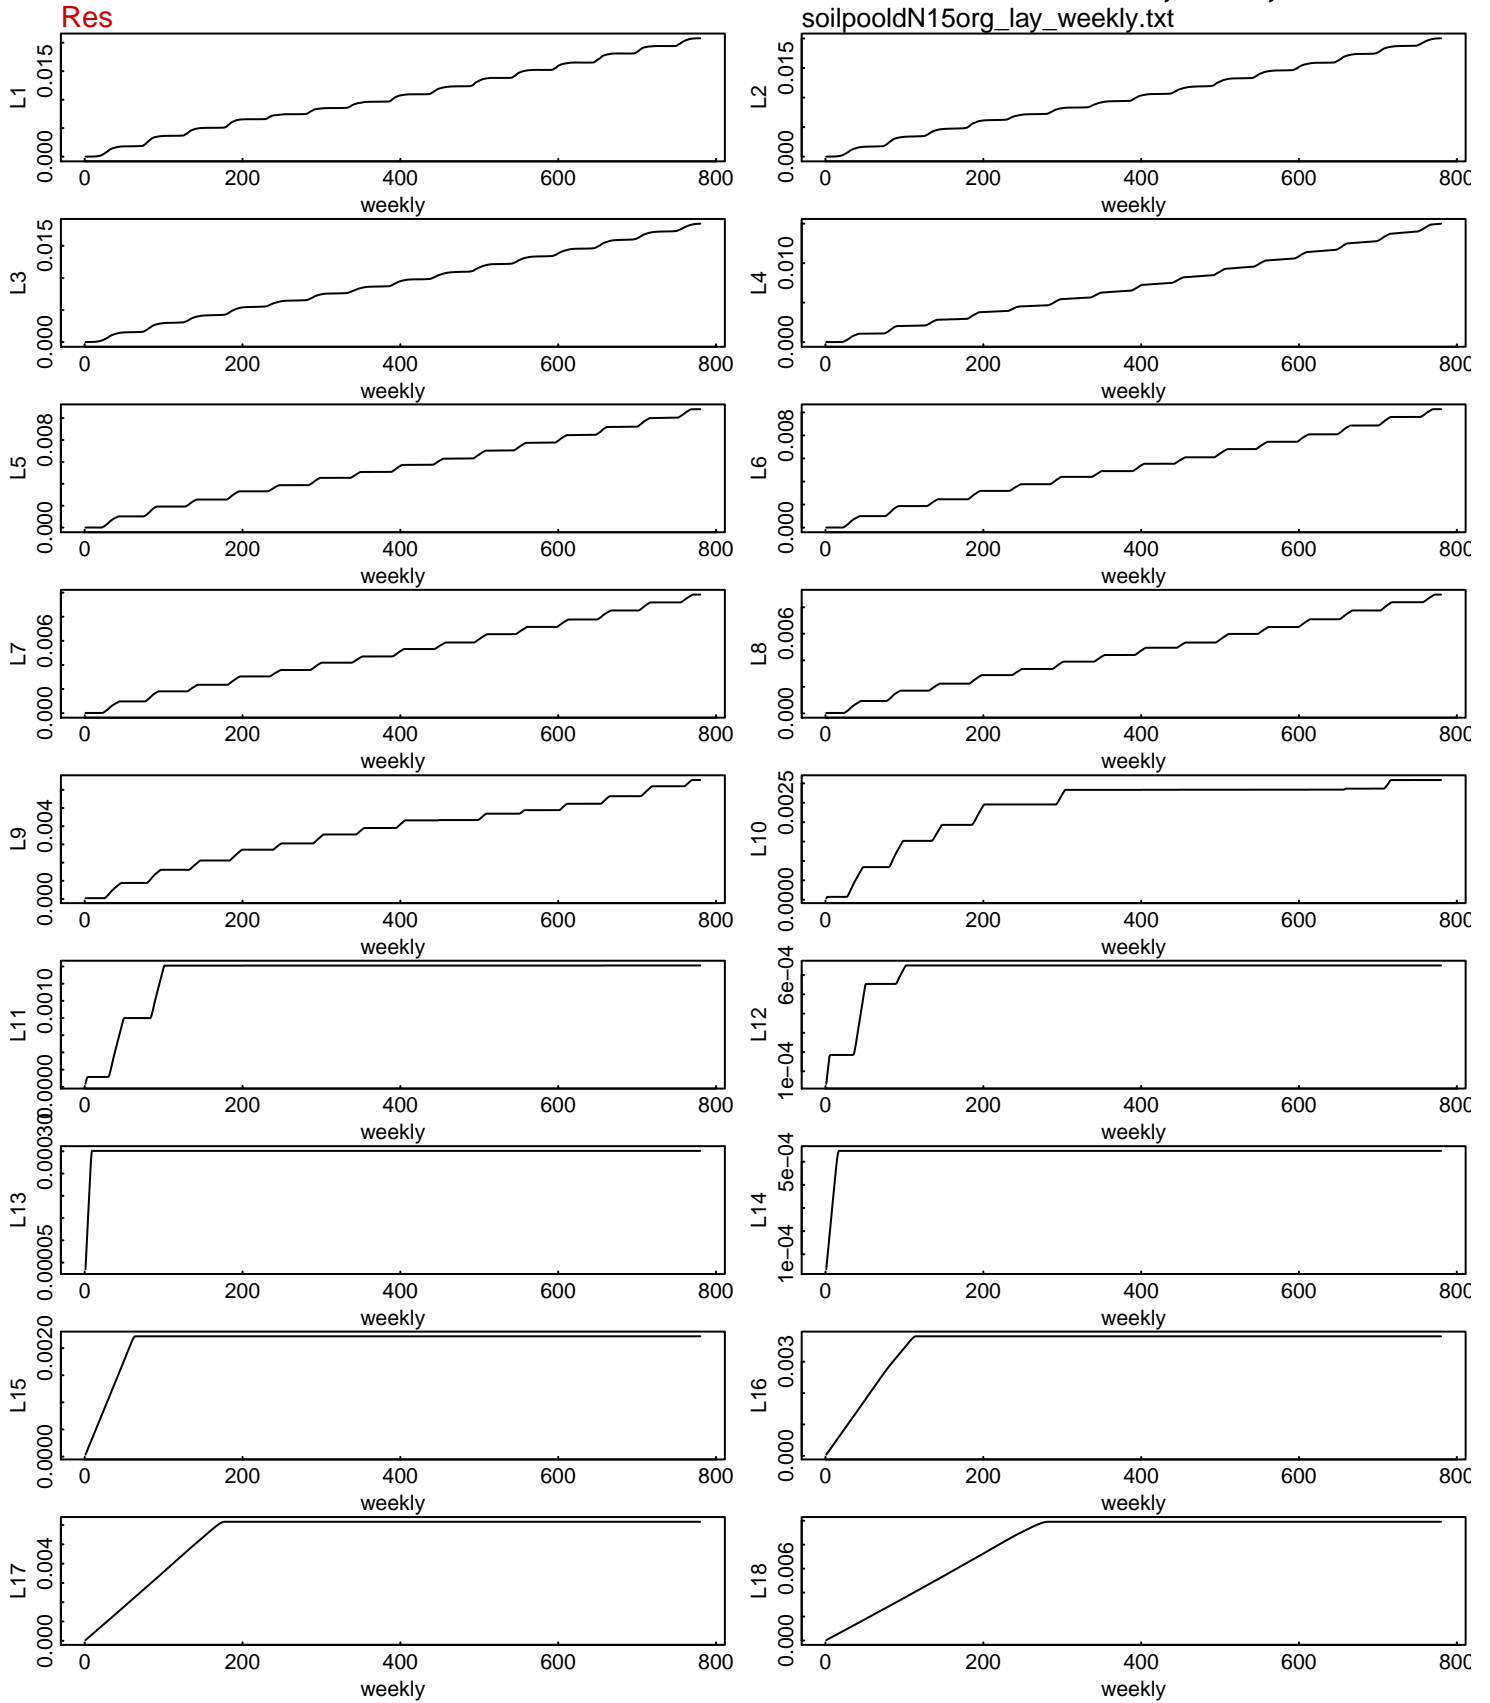 Res
soilpooldN15org_lay_weekly.txt
L1
0.000 0.015
0 200 400 600 800
weekly
L2
0.000 0.015
0 200 400 600 800
weekly
L3
0.000 0.015
0 200 400 600 800
weekly
L4
0.000 0.010
0 200 400 600 800
weekly
L5
0.000 0.008
0 200 400 600 800
weekly
L6
0.000 0.008
0 200 400 600 800
weekly
L7
0.000 0.006
0 200 400 600 800
weekly
L8
0.000 0.006
0 200 400 600 800
weekly
L9
0.000 0.004
0 200 400 600 800
weekly
L10
0.0000 0.0025
0 200 400 600 800
weekly
L11
0.0000 0.0010
0 200 400 600 800
weekly
L12
1e−04 6e−04
0 200 400 600 800
weekly
L13
0.00005 0.00030
0 200 400 600 800
weekly
L14
1e−04 5e−04
0 200 400 600 800
weekly
L15
0.0000 0.0020
0 200 400 600 800
weekly
L16
0.000 0.003
0 200 400 600 800
weekly
L17
0.000 0.004
0 200 400 600 800
weekly
L18
0.000 0.006
0 200 400 600 800
weekly